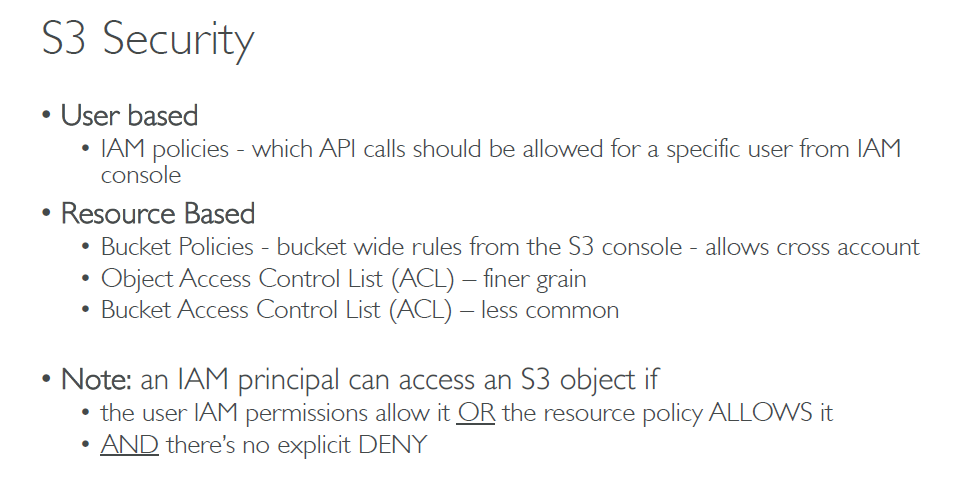 S3 Security
• User based
• IAM policies - which API calls should be allowed for a specific user from IAM
console
• Resource Based
• Bucket Policies - bucket wide rules from the S3 console - allows cross account
• Object Access Control List (ACL) – finer grain
• Bucket Access Control List (ACL) – less common
• Note: an IAM principal can access an S3 object if
• the user IAM permissions allow it OR the resource policy ALLOWS it
• AND there’s no explicit DENY